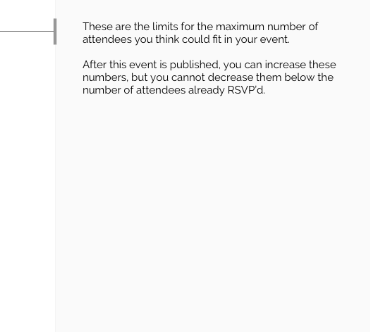 These are the limits for the maximum number of
attendees you think could fit in your event.
After this event is published, you can increase these
numbers, but you cannot decrease them below the
number of attendees already RSVP'd.